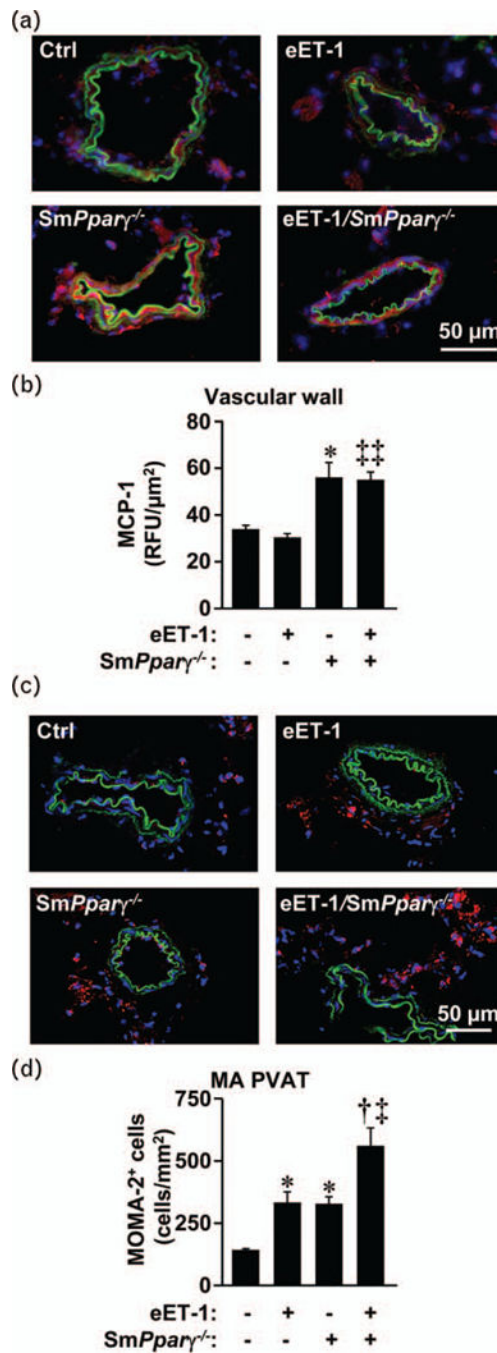 (a)
Ctrl eET-1
SmPparγ-/- eET-1/SmPparγ-/-
50 µm
(b)
Vascular wall
MCP-1
(RFU/µm²)
80
60
40
20
0
* ‡‡
‡‡
eET-1: - + - +
SmPparγ-/-: - - + +
(c)
Ctrl eET-1
SmPparγ-/- eET-1/SmPparγ-/-
50 µm
(d)
MA PVAT
MOMA-2+ cells
(cells/mm²)
750
500
250
0
* * †‡
eET-1: - + - +
SmPparγ-/-: - - + +